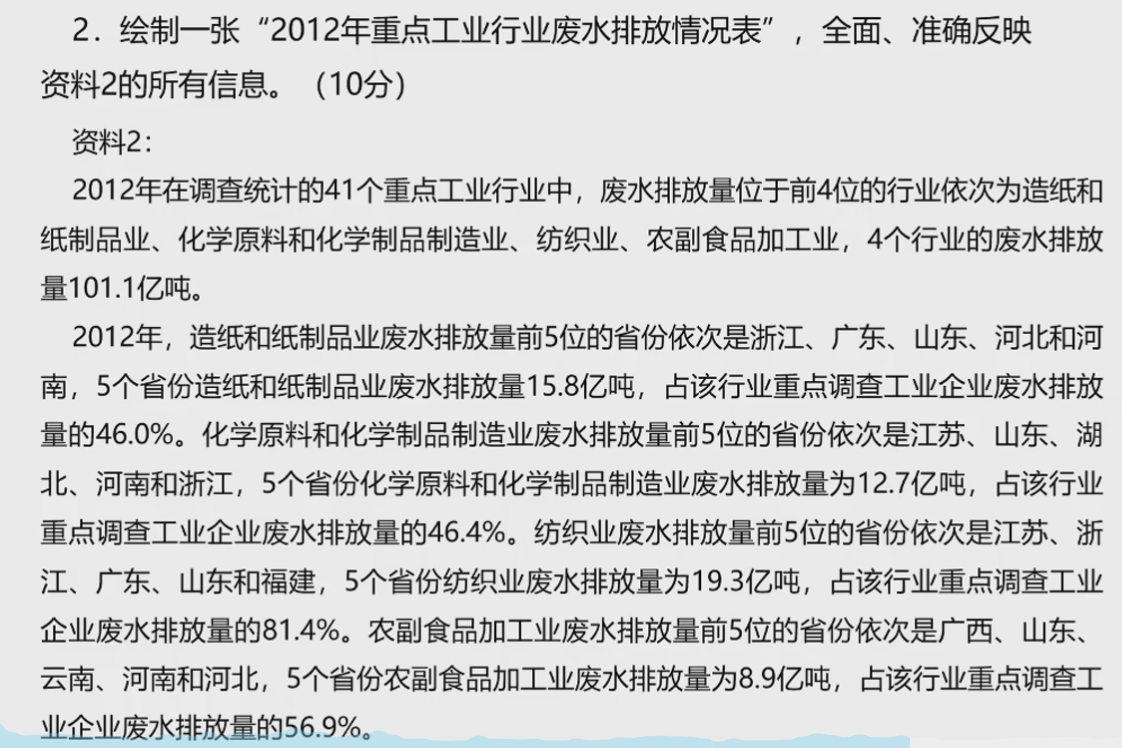 2. 绘制一张“2012年重点工业行业废水排放情况表”，全面、准确反映
资料2的所有信息。（10分）
资料2：
2012年在调查统计的41个重点工业行业中，废水排放量位于前4位的行业依次为造纸和
纸制品业、化学原料和化学制品制造业、纺织业、农副食品加工业，4个行业的废水排放
量101.1亿吨。
2012年，造纸和纸制品业废水排放量前5位的省份依次是浙江、广东、山东、河北和河
南，5个省份造纸和纸制品业废水排放量15.8亿吨，占该行业重点调查工业企业废水排放
量的46.0%。化学原料和化学制品制造业废水排放量前5位的省份依次是江苏、山东、湖
北、河南和浙江，5个省份化学原料和化学制品制造业废水排放量为12.7亿吨，占该行业
重点调查工业企业废水排放量的46.4%。纺织业废水排放量前5位的省份依次是江苏、浙
江、广东、山东和福建，5个省份纺织业废水排放量为19.3亿吨，占该行业重点调查工业
企业废水排放量的81.4%。农副食品加工业废水排放量前5位的省份依次是广西、山东、
云南、河南和河北，5个省份农副食品加工业废水排放量为8.9亿吨，占该行业重点调查工
业企业废水排放量的56.9%。